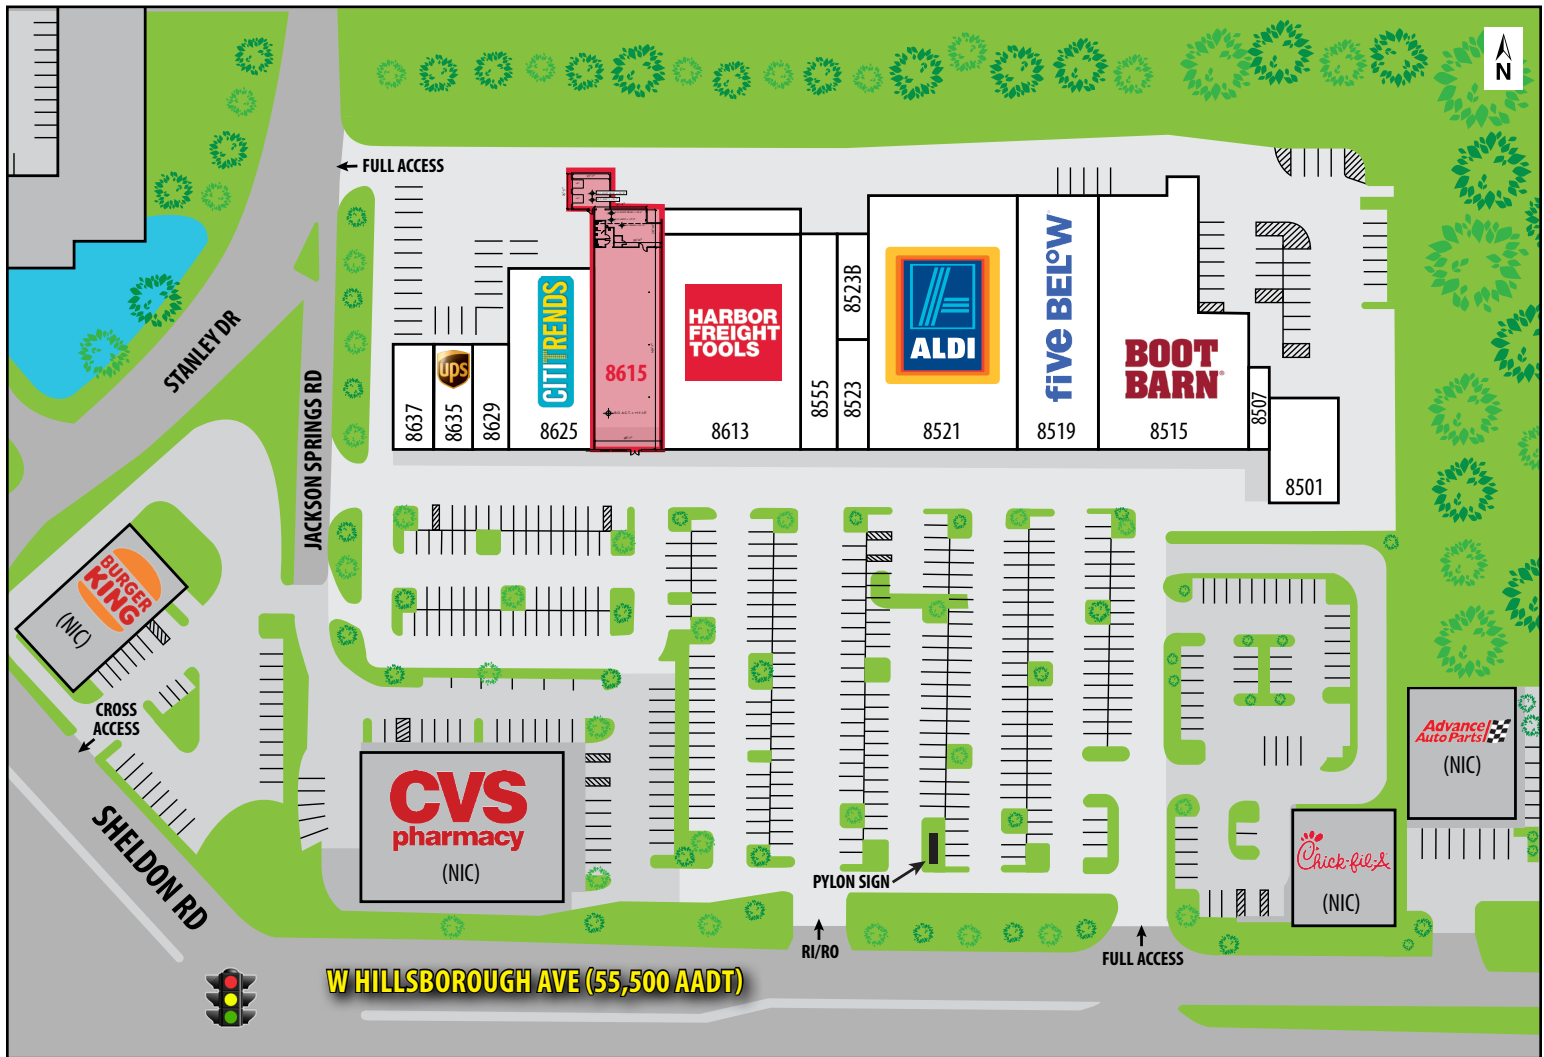 N
FULL ACCESS
STANLEY DR
JACKSON SPRINGS RD
8637
ups
8635
8629
CITITRENDS
8625
8615
HARBOR
FREIGHT
TOOLS
8613
8555
8523B
8523
ALDI
8521
five BELOW
8519
BOOT
BARN
8515
8507
8501
BURGER
KING
(NIC)
CROSS
ACCESS
SHELDON RD
CVS
pharmacy
(NIC)
PYLON SIGN
RI/RO
FULL ACCESS
Advance
Auto Parts
(NIC)
Chick-fil-A
(NIC)
W HILLSBOROUGH AVE (55,500 AADT)